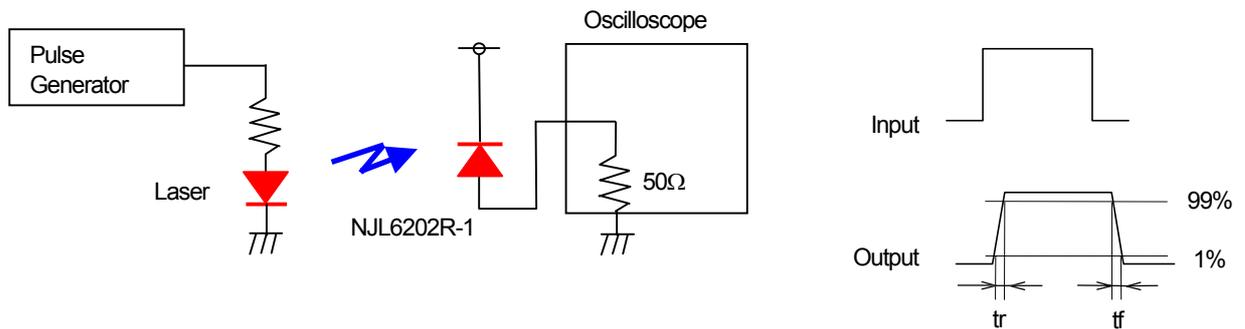 Oscilloscope
Pulse
Generator
Laser
NJL6202R-1
50Ω
Input
Output
99%
1%
tr
tf